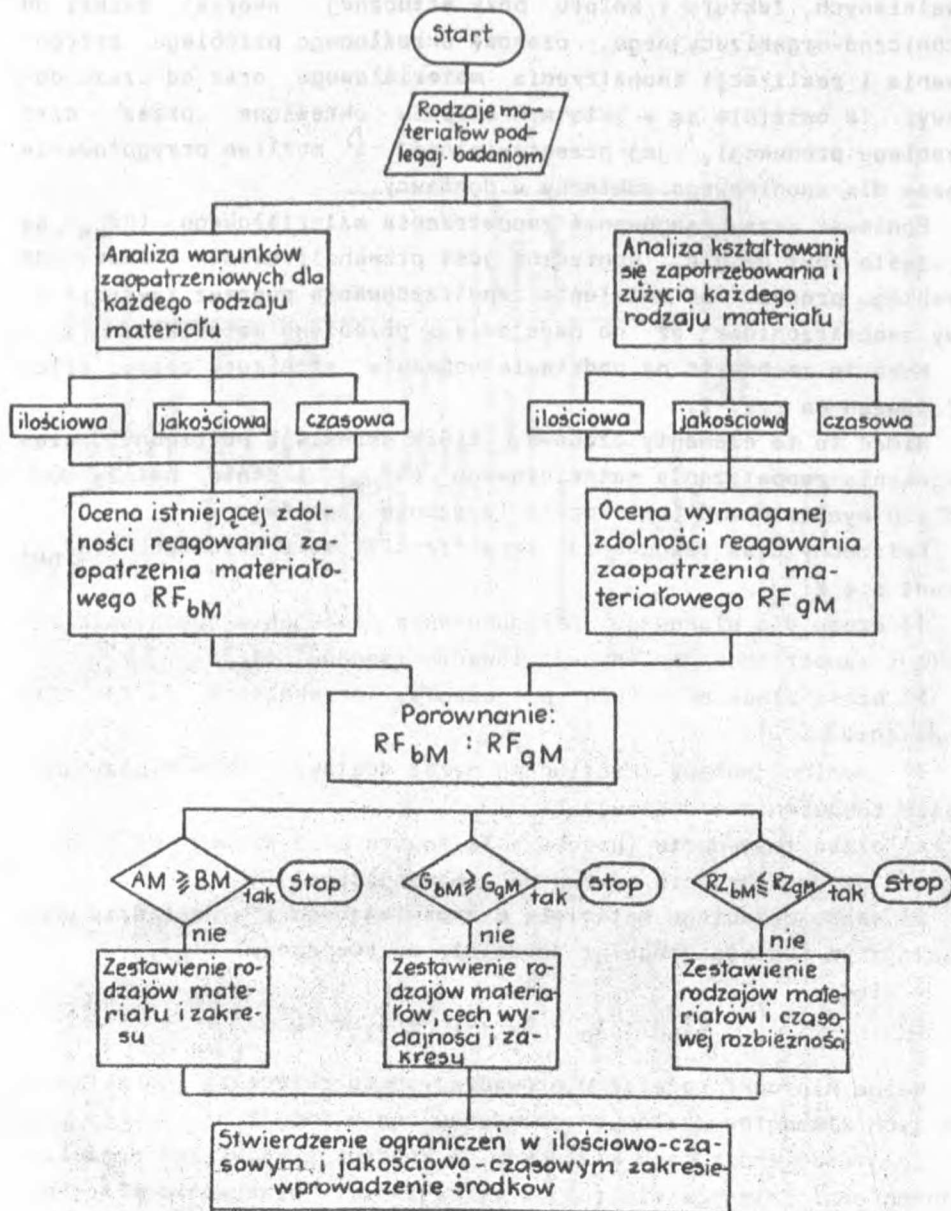 Start
Rodzaje ma-
teriałów pod-
legaj. badaniom
Analiza warunków
zaopatrzeniowych dla
każdego rodzaju
materiału
Analiza kształtowania
się zapotrzebowania i
zużycia każdego
rodzaju materiału
ilościowa
jakościowa
czasowa
ilościowa
jakościowa
czasowa
Ocena istniejącej zdol-
ności reagowania za-
opatrzenia materiało-
wego RF bM
Ocena wymaganej
zdolności reagowania
zaopatrzenia ma-
teriałowego RF gM
Porównanie:
RF bM : RF gM
AM ⩾ BM
tak
Stop
G bM ⩾ G gM
tak
Stop
RZ bM ⩽ RZ gM
tak
Stop
nie
nie
nie
Zestawienie ro-
dzajów mate-
riału i zakre-
su
Zestawienie ro-
dzajów materia-
łów, cech wy-
dajności i za-
kresy
Zestawienie
rodzajów mate-
riałów i czaso-
wej rozbieżności
Stwierdzenie ograniczeń w ilościowo-cza-
sowym i jakościowo-czasowym zakresie-
-wprowadzenie środków